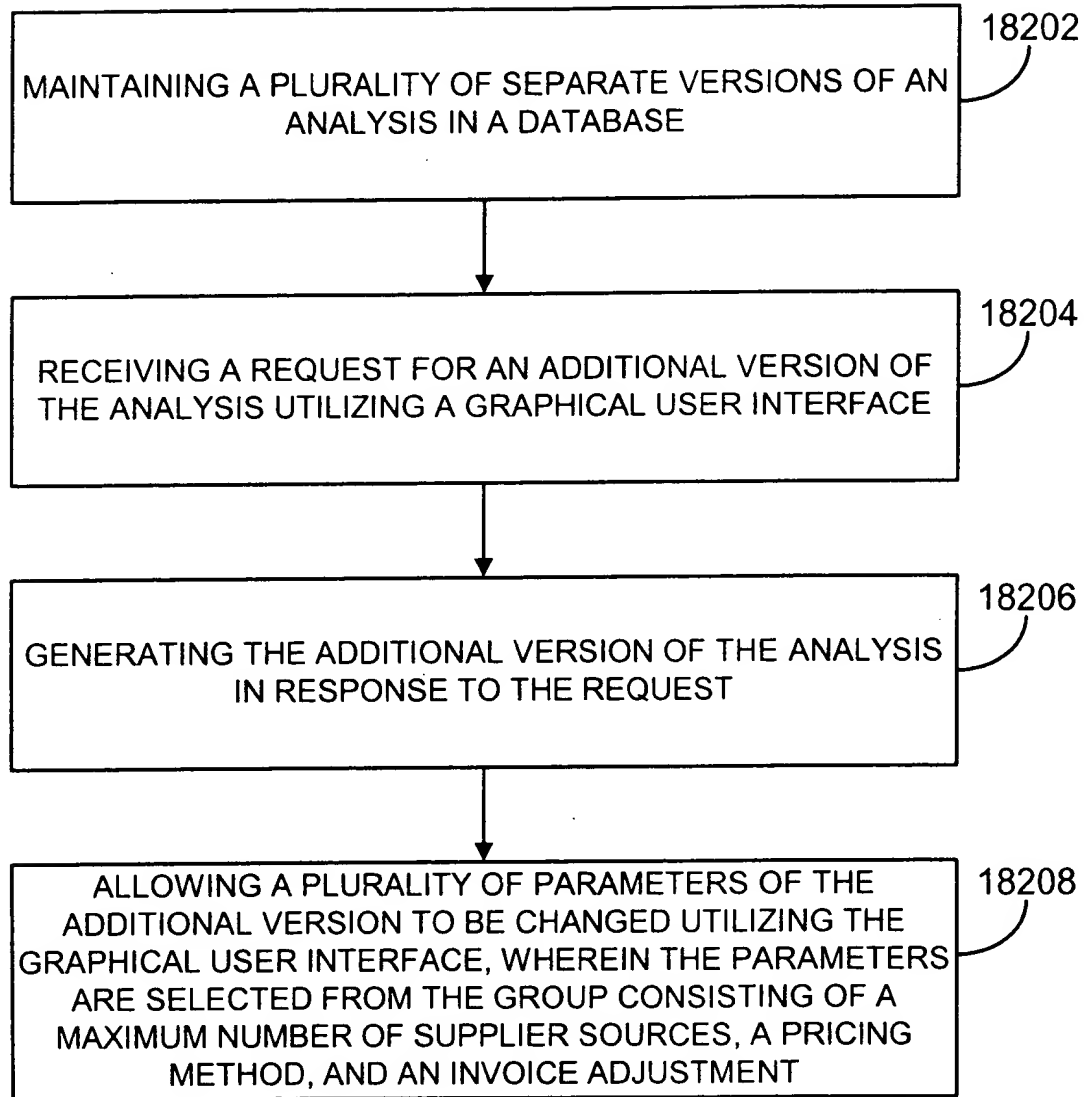 18202
MAINTAINING A PLURALITY OF SEPARATE VERSIONS OF AN
ANALYSIS IN A DATABASE
18204
RECEIVING A REQUEST FOR AN ADDITIONAL VERSION OF
THE ANALYSIS UTILIZING A GRAPHICAL USER INTERFACE
18206
GENERATING THE ADDITIONAL VERSION OF THE ANALYSIS
IN RESPONSE TO THE REQUEST
18208
ALLOWING A PLURALITY OF PARAMETERS OF THE
ADDITIONAL VERSION TO BE CHANGED UTILIZING THE
GRAPHICAL USER INTERFACE, WHEREIN THE PARAMETERS
ARE SELECTED FROM THE GROUP CONSISTING OF A
MAXIMUM NUMBER OF SUPPLIER SOURCES, A PRICING
METHOD, AND AN INVOICE ADJUSTMENT